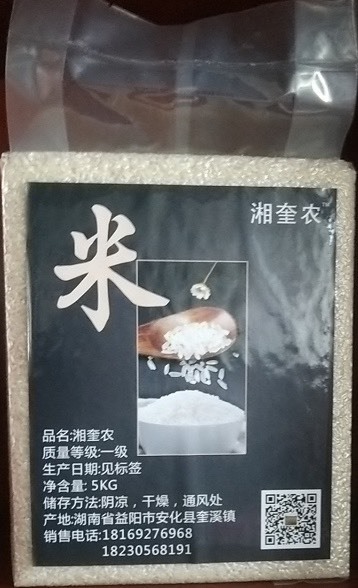 湘奎农™
米
品名:湘奎农
质量等级:一级
生产日期:见标签
净含量: 5KG
储存方法:阴凉，干燥，通风处
产地:湖南省益阳市安化县奎溪镇
销售电话:18169276968
18230568191